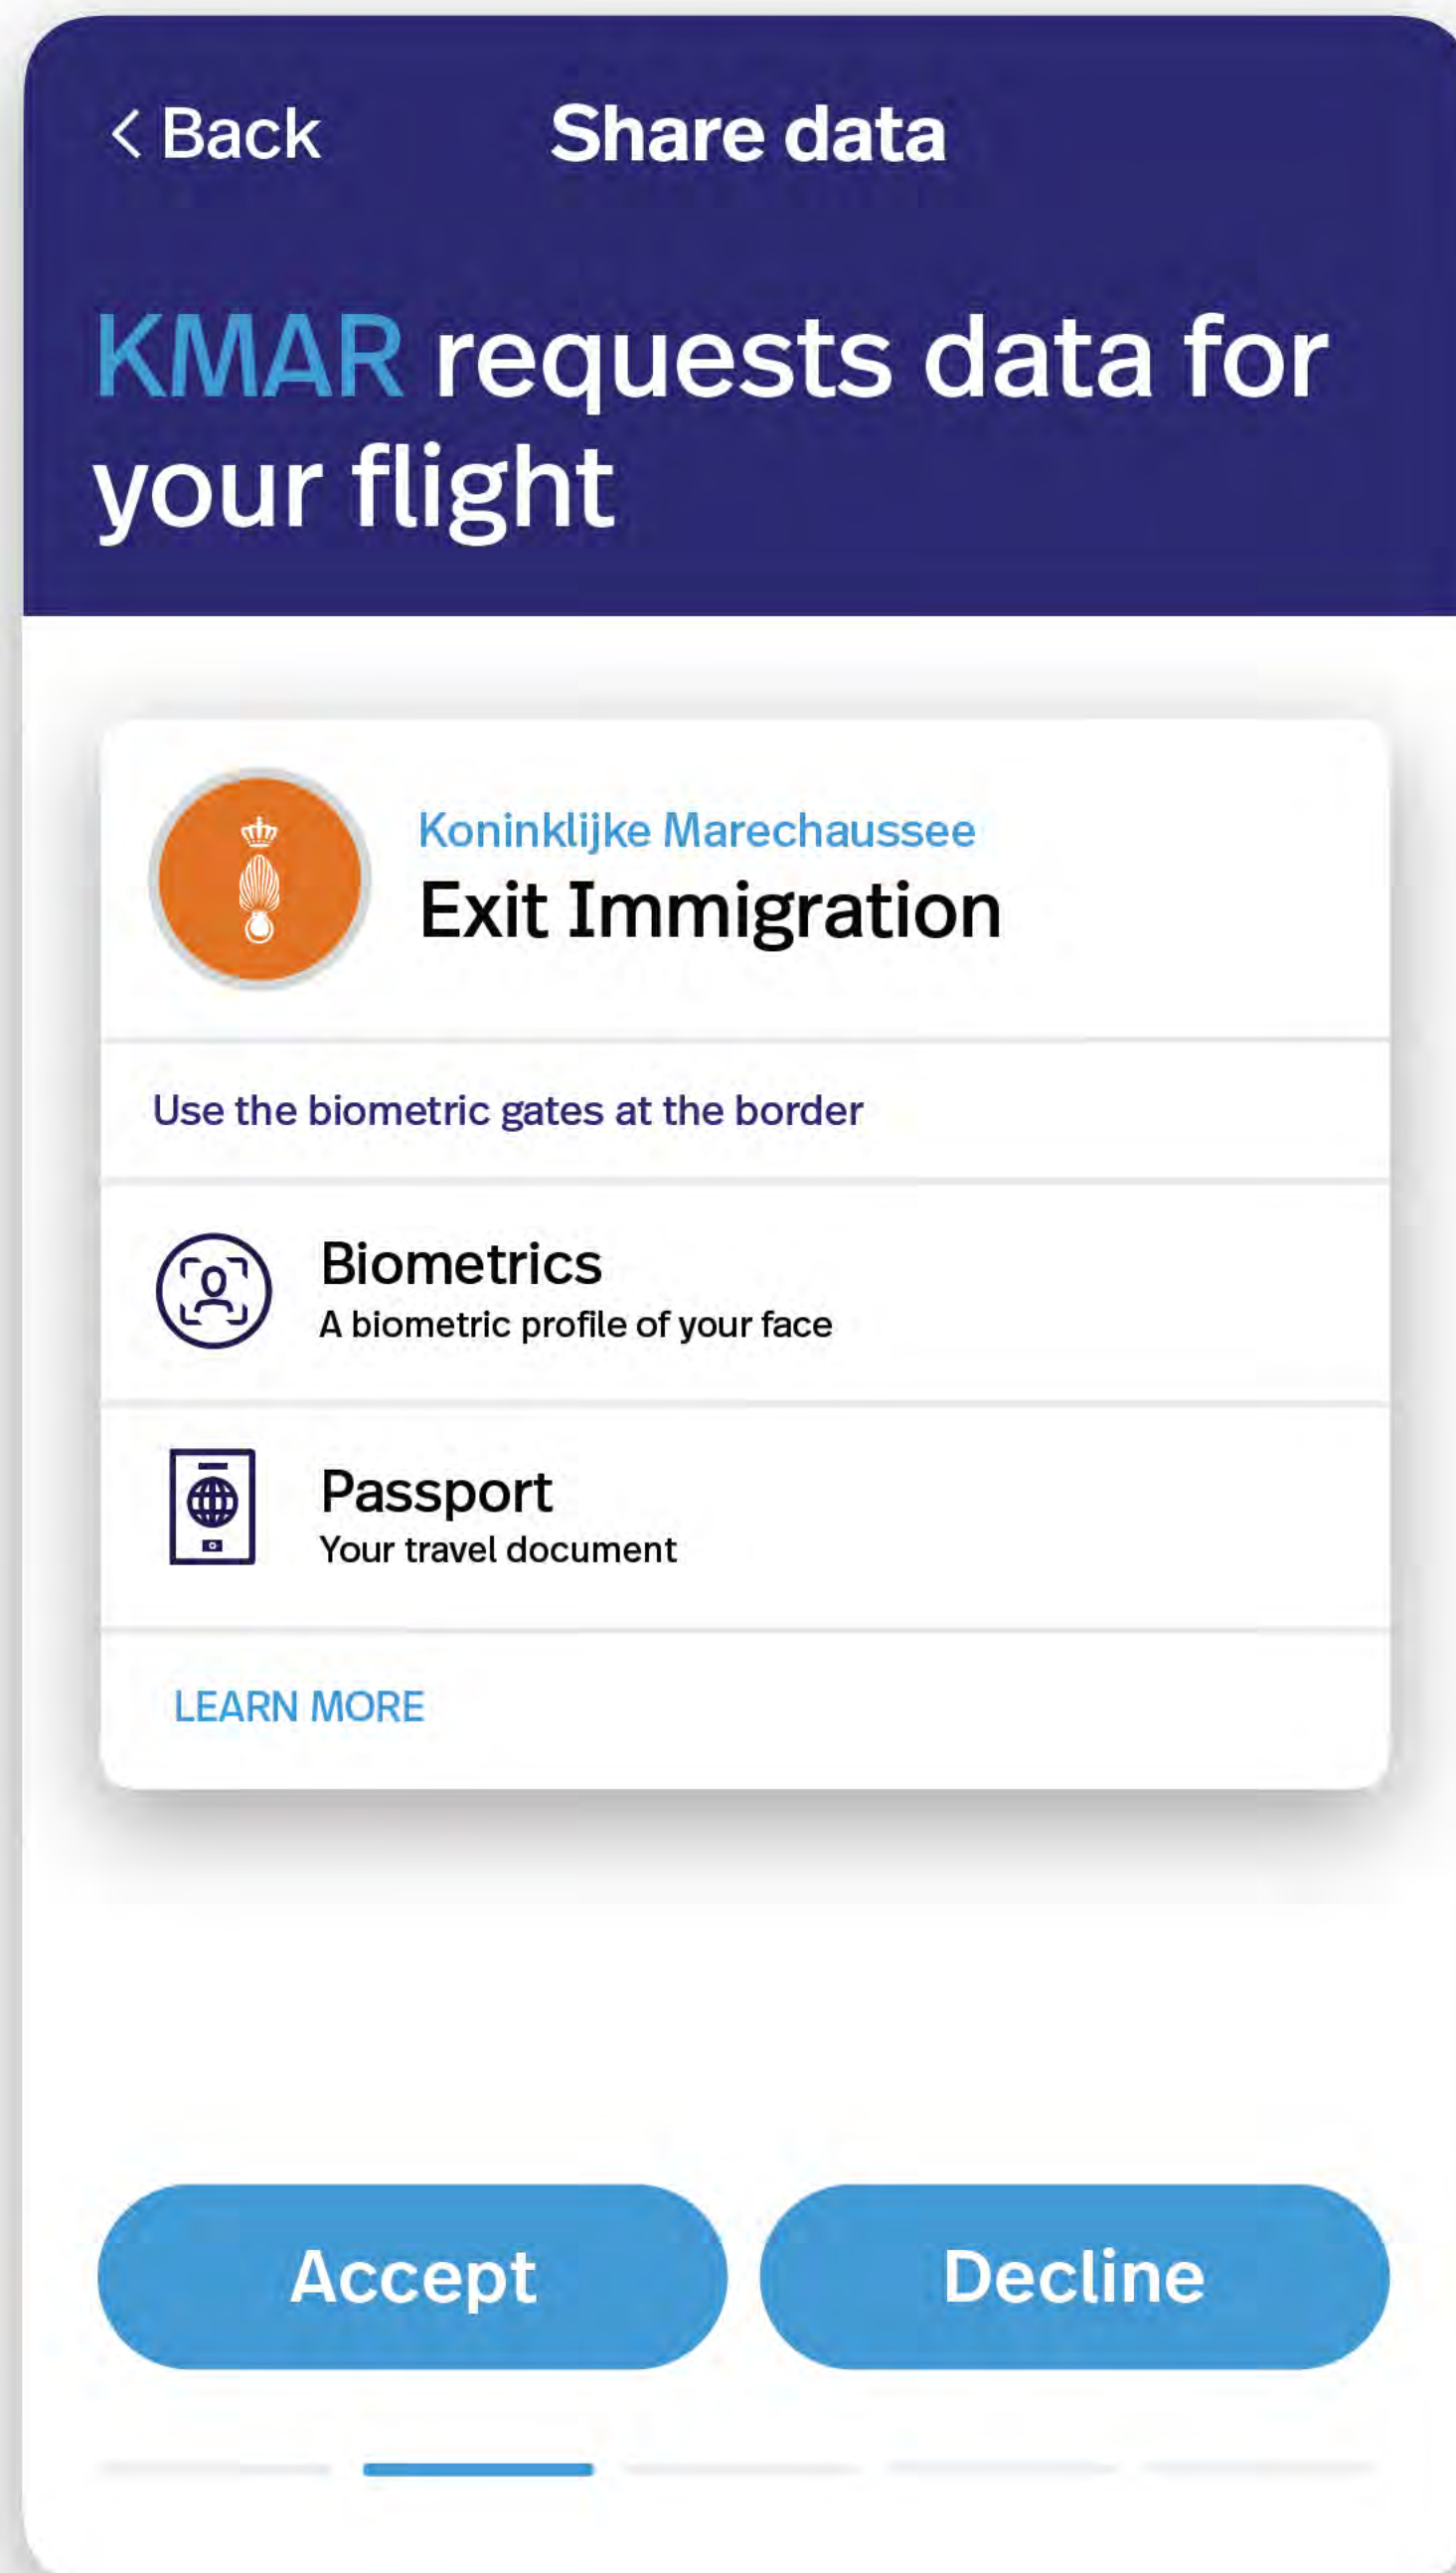 Back
Share data
KMAR requests data for
your flight
Koninklijke Marechaussee
Exit Immigration
Use the biometric gates at the border
Biometrics
A biometric profile of your face
Passport
Your travel document
LEARN MORE
Accept
Decline